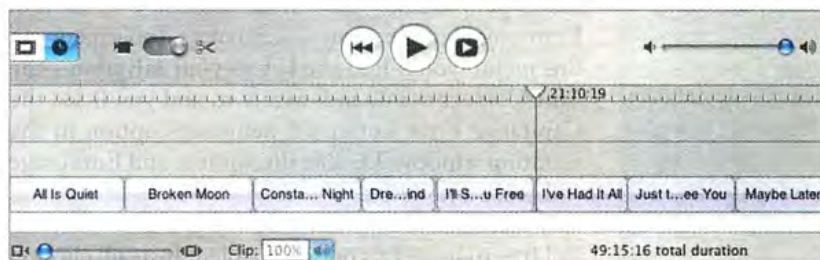 21:10:19
All Is Quiet Broken Moon Consta... Night Dre...ind I'll S...u Free I've Had It All Just t...ee You Maybe Later
Clip: 100% 49:15:16 total duration